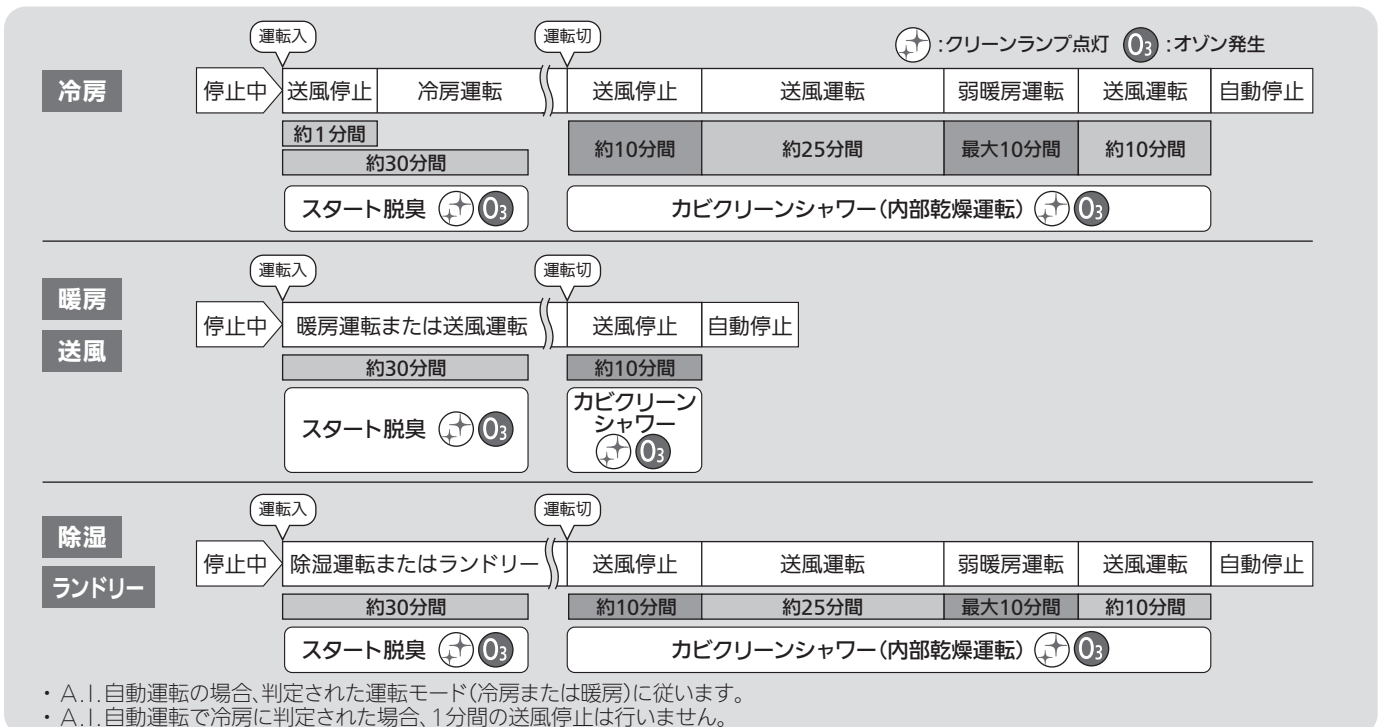 運転入 運転切 :クリーンランプ点灯 O3 :オゾン発生
冷房 停止中 送風停止 冷房運転 送風停止 送風運転 弱暖房運転 送風運転 自動停止
約1分間
約30分間 約10分間 約25分間 最大10分間 約10分間
スタート脱臭 O3 カビクリーンシャワー(内部乾燥運転) O3
運転入 運転切
暖房
送風
停止中 暖房運転または送風運転 送風停止 自動停止
約30分間 約10分間
スタート脱臭 O3
カビクリーン
シャワー
O3
運転入 運転切
除湿
ランドリー
停止中 除湿運転またはランドリー 送風停止 送風運転 弱暖房運転 送風運転 自動停止
約30分間 約10分間 約25分間 最大10分間 約10分間
スタート脱臭 O3 カビクリーンシャワー(内部乾燥運転) O3
・A.I.自動運転の場合、判定された運転モード(冷房または暖房)に従います。
・A.I.自動運転で冷房に判定された場合、1分間の送風停止は行いません。